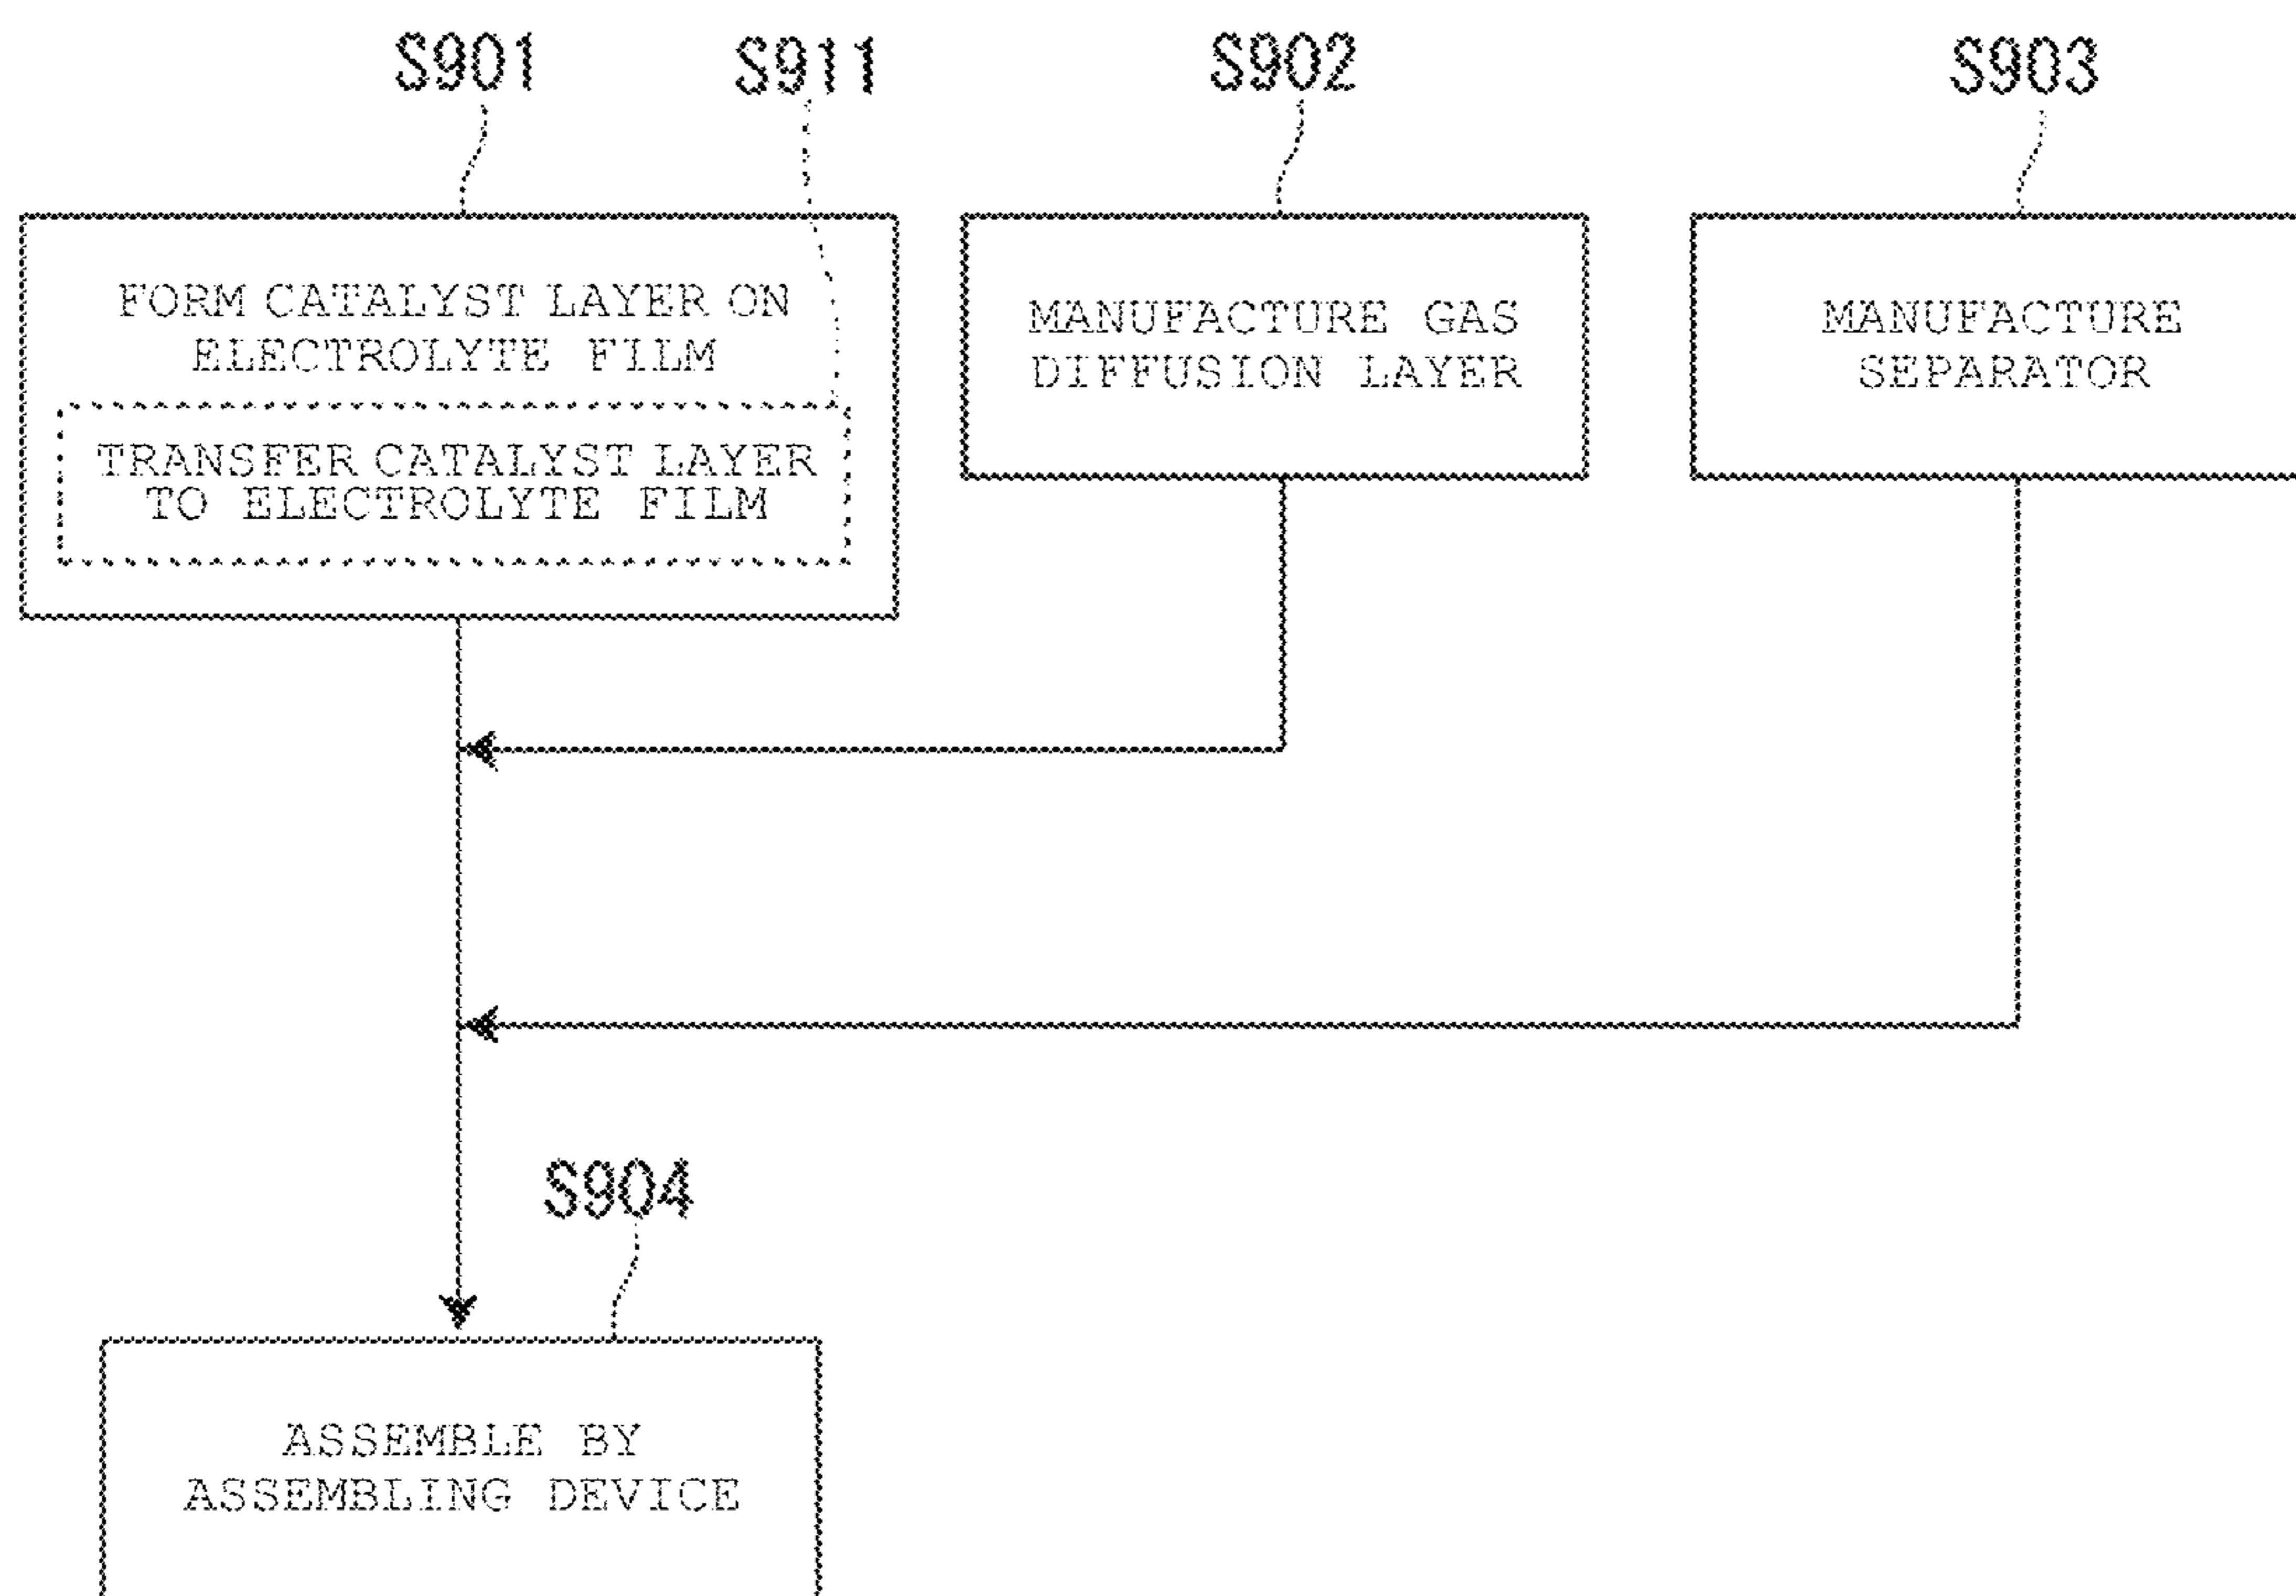 S901
S911
S902
S903
FORM CATALYST LAYER ON
ELECTROLYTE FILM
TRANSFER CATALYST LAYER
TO ELECTROLYTE FILM
MANUFACTURE GAS
DIFFUSION LAYER
MANUFACTURE
SEPARATOR
S904
ASSEMBLE BY
ASSEMBLING DEVICE